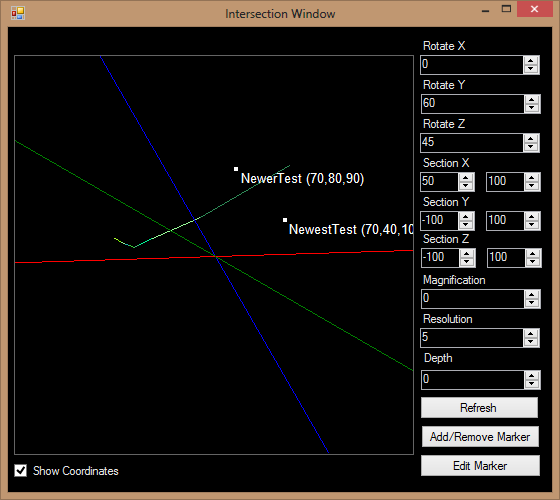 Intersection Window
Rotate X
0
Rotate Y
60
Rotate Z
45
Section X
50 100
Section Y
-100 100
Section Z
-100 100
Magnification
0
Resolution
5
Depth
0
Refresh
Add/Remove Marker
Edit Marker
NewerTest (70,80,90)
NewestTest (70,40,10
Show Coordinates